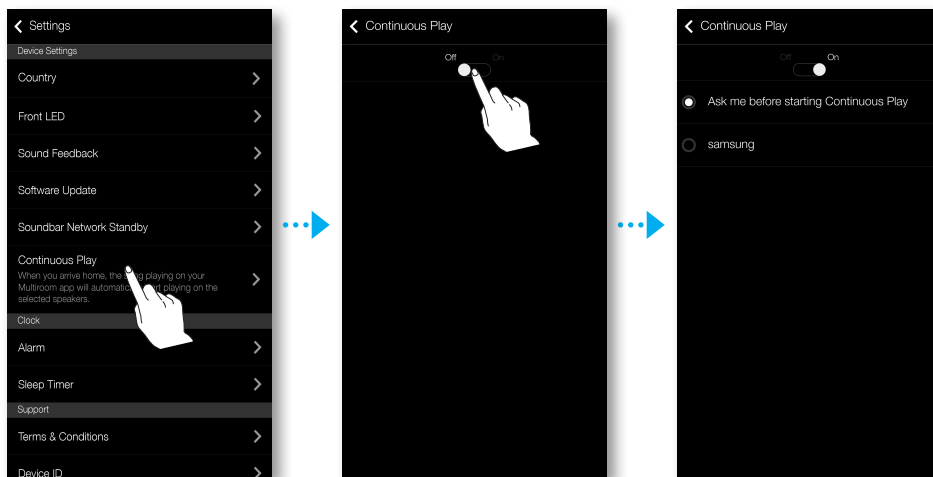 Settings
Device Settings
Country
Front LED
Sound Feedback
Software Update
Soundbar Network Standby
Continuous Play
When you arrive home, the playing on your
Multiroom app will automatic playing on the
selected speakers.
Clock
Alarm
Sleep Timer
Support
Terms & Conditions
Device ID
Continuous Play
Off On
Continuous Play
Off On
Ask me before starting Continuous Play
samsung